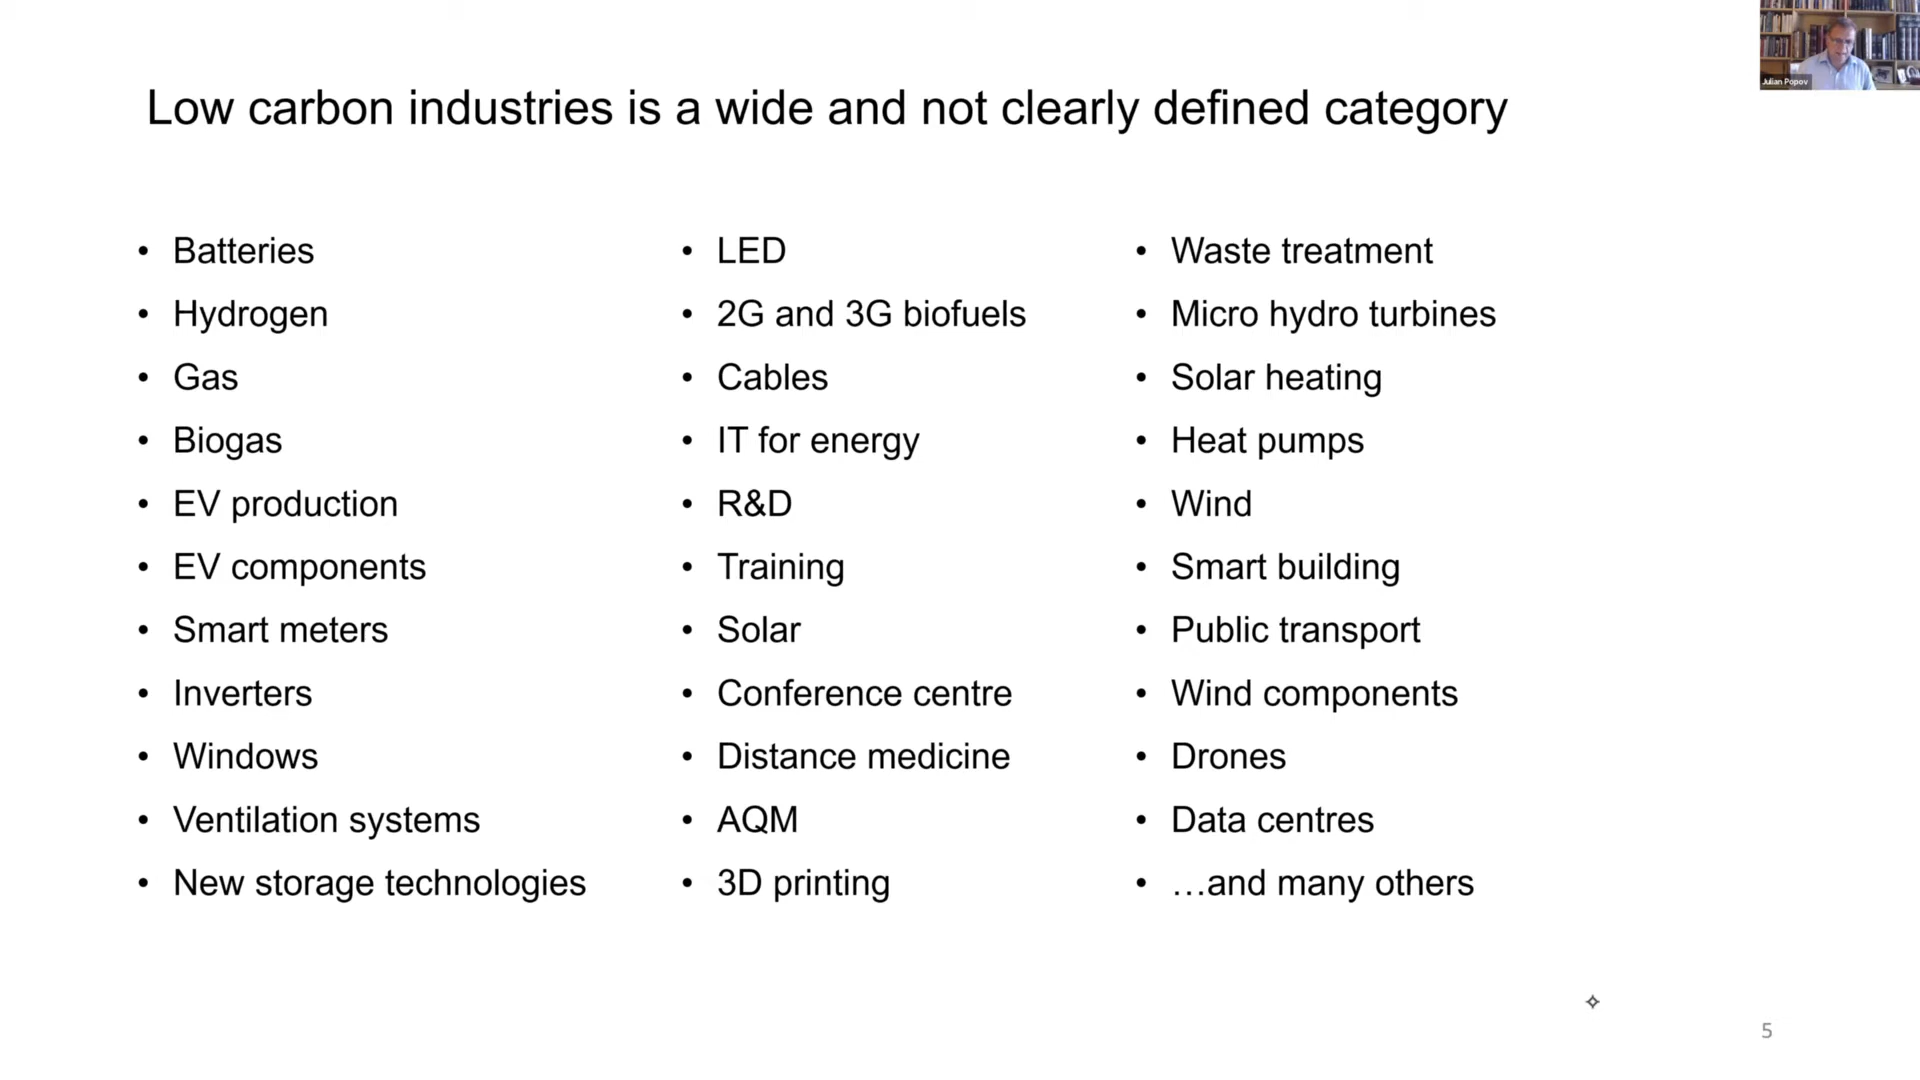 Julian Popov
Low carbon industries is a wide and not clearly defined category
• Batteries
• Hydrogen
• Gas
• Biogas
• EV production
• EV components
• Smart meters
• Inverters
• Windows
• Ventilation systems
• New storage technologies
• LED
• 2G and 3G biofuels
• Cables
• IT for energy
• R&D
• Training
• Solar
• Conference centre
• Distance medicine
• AQM
• 3D printing
• Waste treatment
• Micro hydro turbines
• Solar heating
• Heat pumps
• Wind
• Smart building
• Public transport
• Wind components
• Drones
• Data centres
• …and many others
5